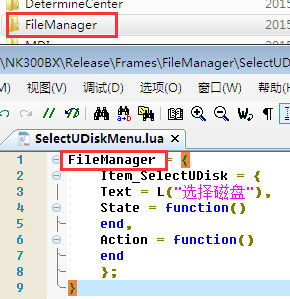 DetermineCenter 2015
FileManager 2015
MDI 2015
\NK300BX\Release\Frames\FileManager\SelectUD
(M) 视图(V) 调试(D) 选项(O) 窗口(W) 帮助
SelectUDiskMenu.lua
1 FileManager = {
2 Item_SelectUDisk = {
3 Text = L("选择磁盘"),
4 State = function()
5 end,
6 Action = function()
7 end
8 };
9 }